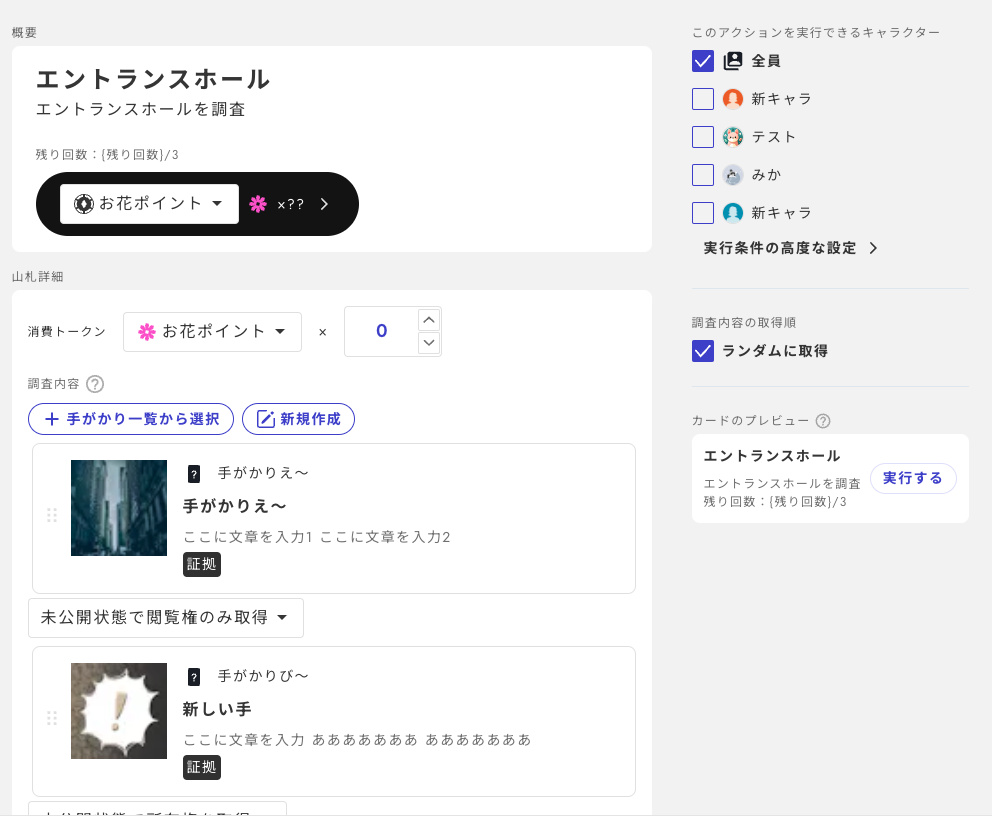 概要
エントランスホール
エントランスホールを調査
残り回数：{残り回数}/3
お花ポイント
×??
山札詳細
消費トークン
お花ポイント
×
0
調査内容
?
手がかり一覧から選択
新規作成
?
手がかりえ〜
手がかりえ〜
ここに文章を入力1 ここに文章を入力2
証拠
未公開状態で閲覧権のみ取得
?
手がかりび〜
新しい手
ここに文章を入力 あああああああ あああああああ
証拠
このアクションを実行できるキャラクター
全員
新キャラ
テスト
みか
新キャラ
実行条件の高度な設定
調査内容の取得順
ランダムに取得
カードのプレビュー
?
エントランスホール
エントランスホールを調査
残り回数：{残り回数}/3
実行する